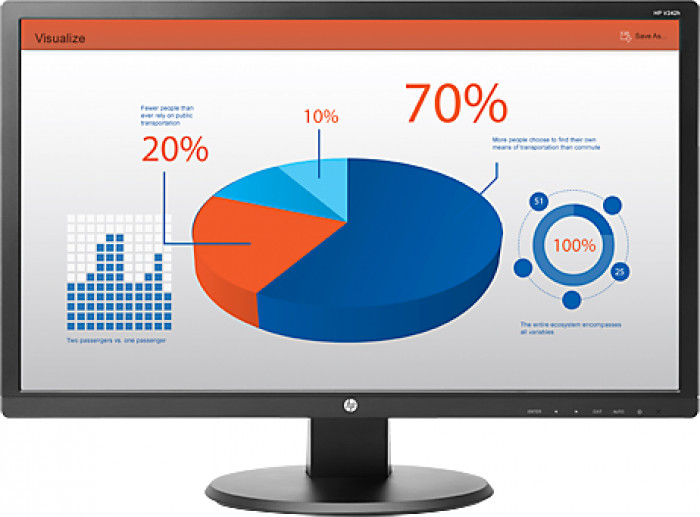 HP V242h
Visualize
Save As...
Fewer people than
ever rely on public
transportation
20%
10%
70%
More people choose to find their own
means of transportation than commute
51
100%
25
Two passengers vs. one passenger
The entire ecosystem encompasses
all variables
hp
ENTER
EXIT
AUTO